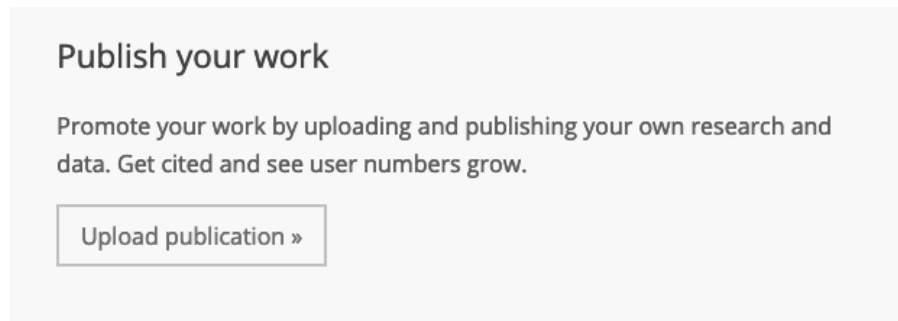 Publish your work
Promote your work by uploading and publishing your own research and
data. Get cited and see user numbers grow.
Upload publication »